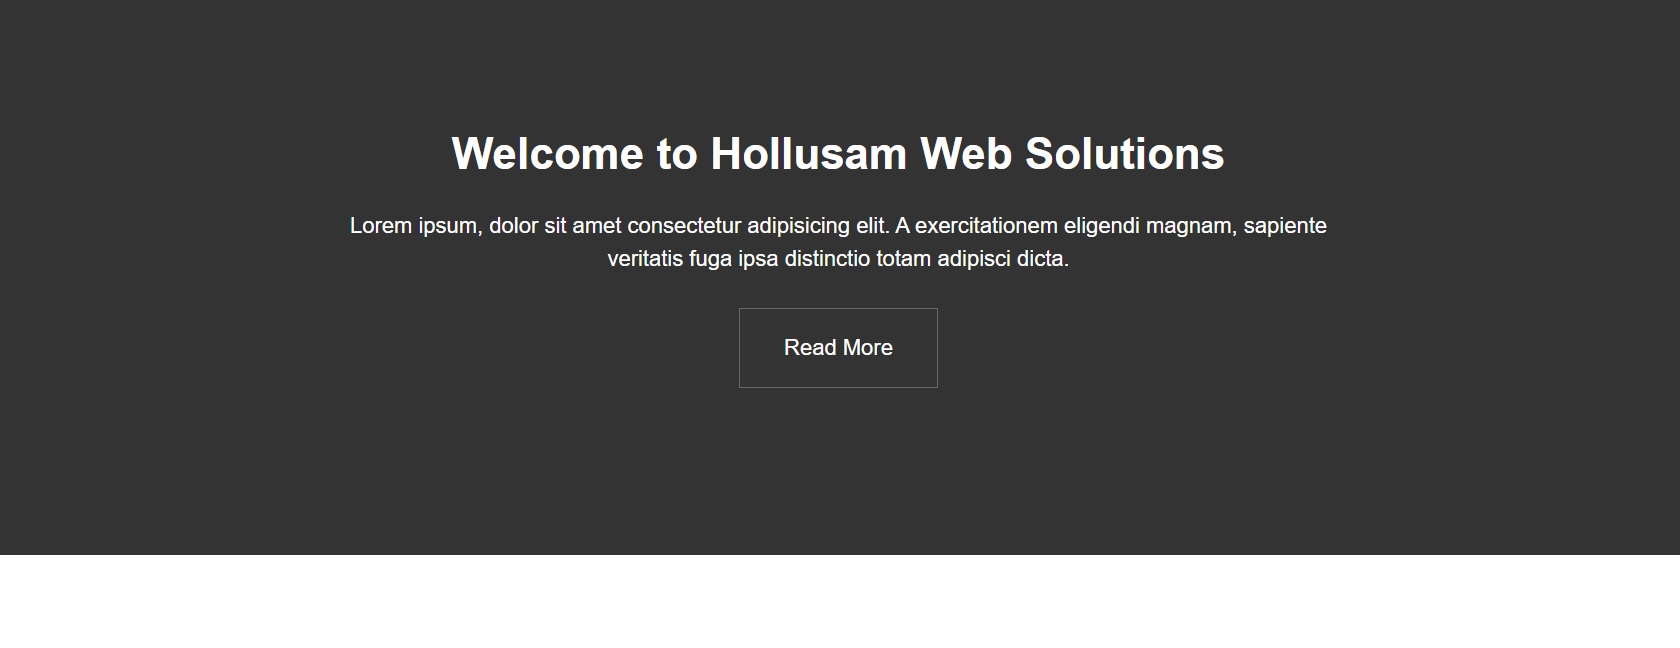 Welcome to Hollusam Web Solutions
Lorem ipsum, dolor sit amet consectetur adipisicing elit. A exercitationem eligendi magnam, sapiente
veritatis fuga ipsa distinctio totam adipisci dicta.
Read More